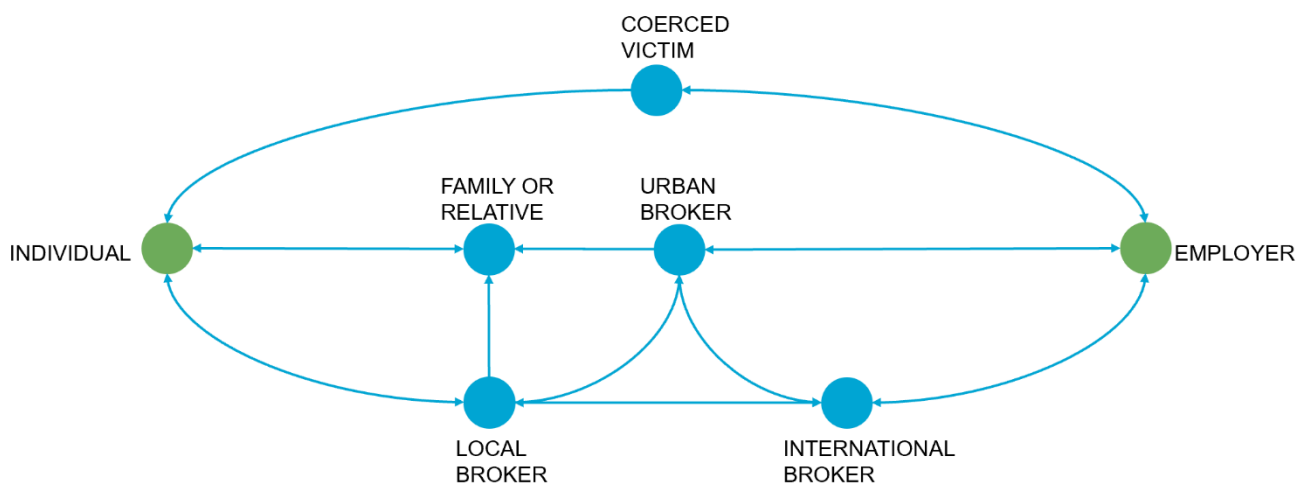 COERCED
VICTIM
FAMILY OR
RELATIVE
URBAN
BROKER
INDIVIDUAL
EMPLOYER
LOCAL
BROKER
INTERNATIONAL
BROKER